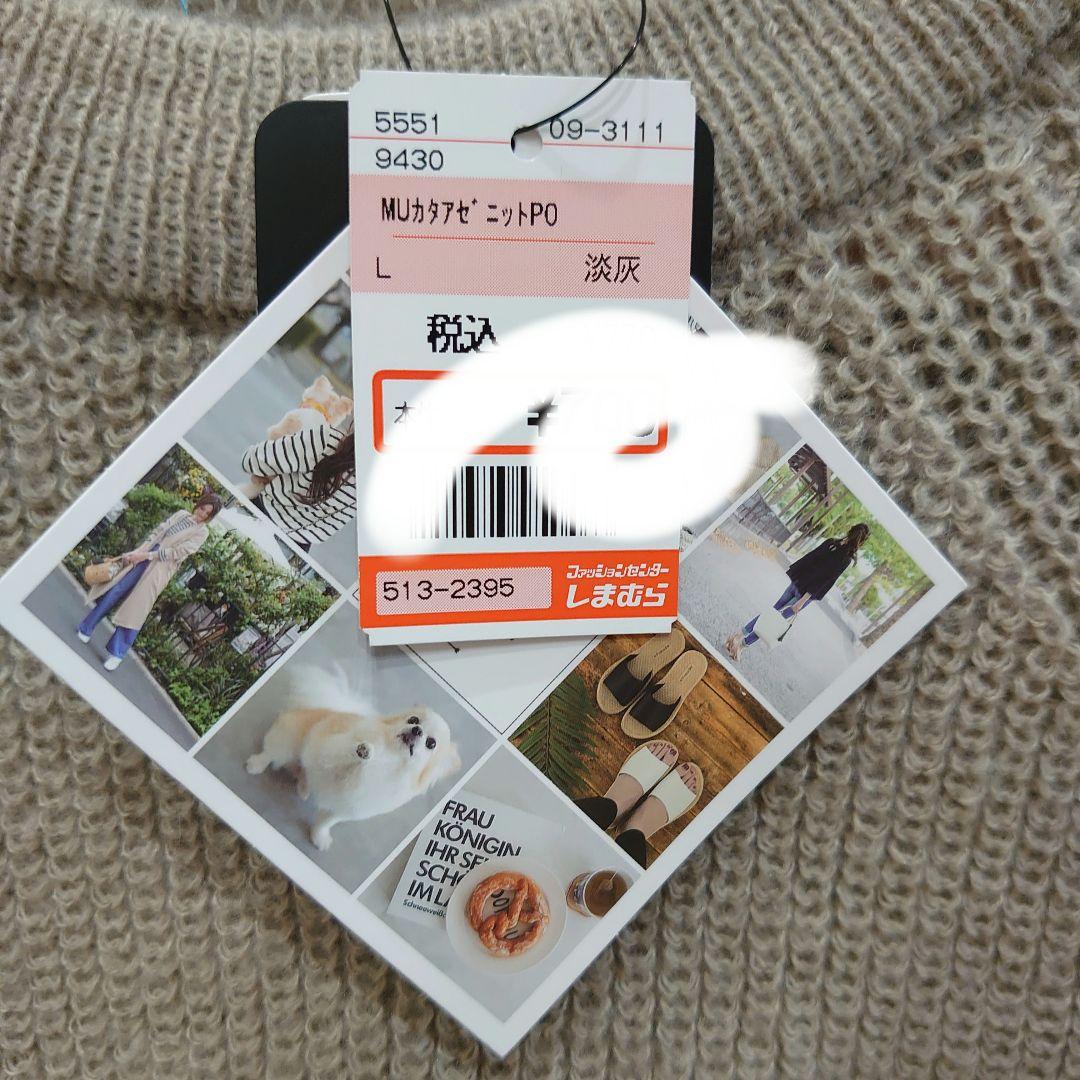 5551 09-3111
9430
MUカタアゼニットPO
L 淡灰
税込
513-2395
ファッションセンター
しまむら
FRAU
KÖNIGIN
IHR SEI
SCHÖ
IM LA